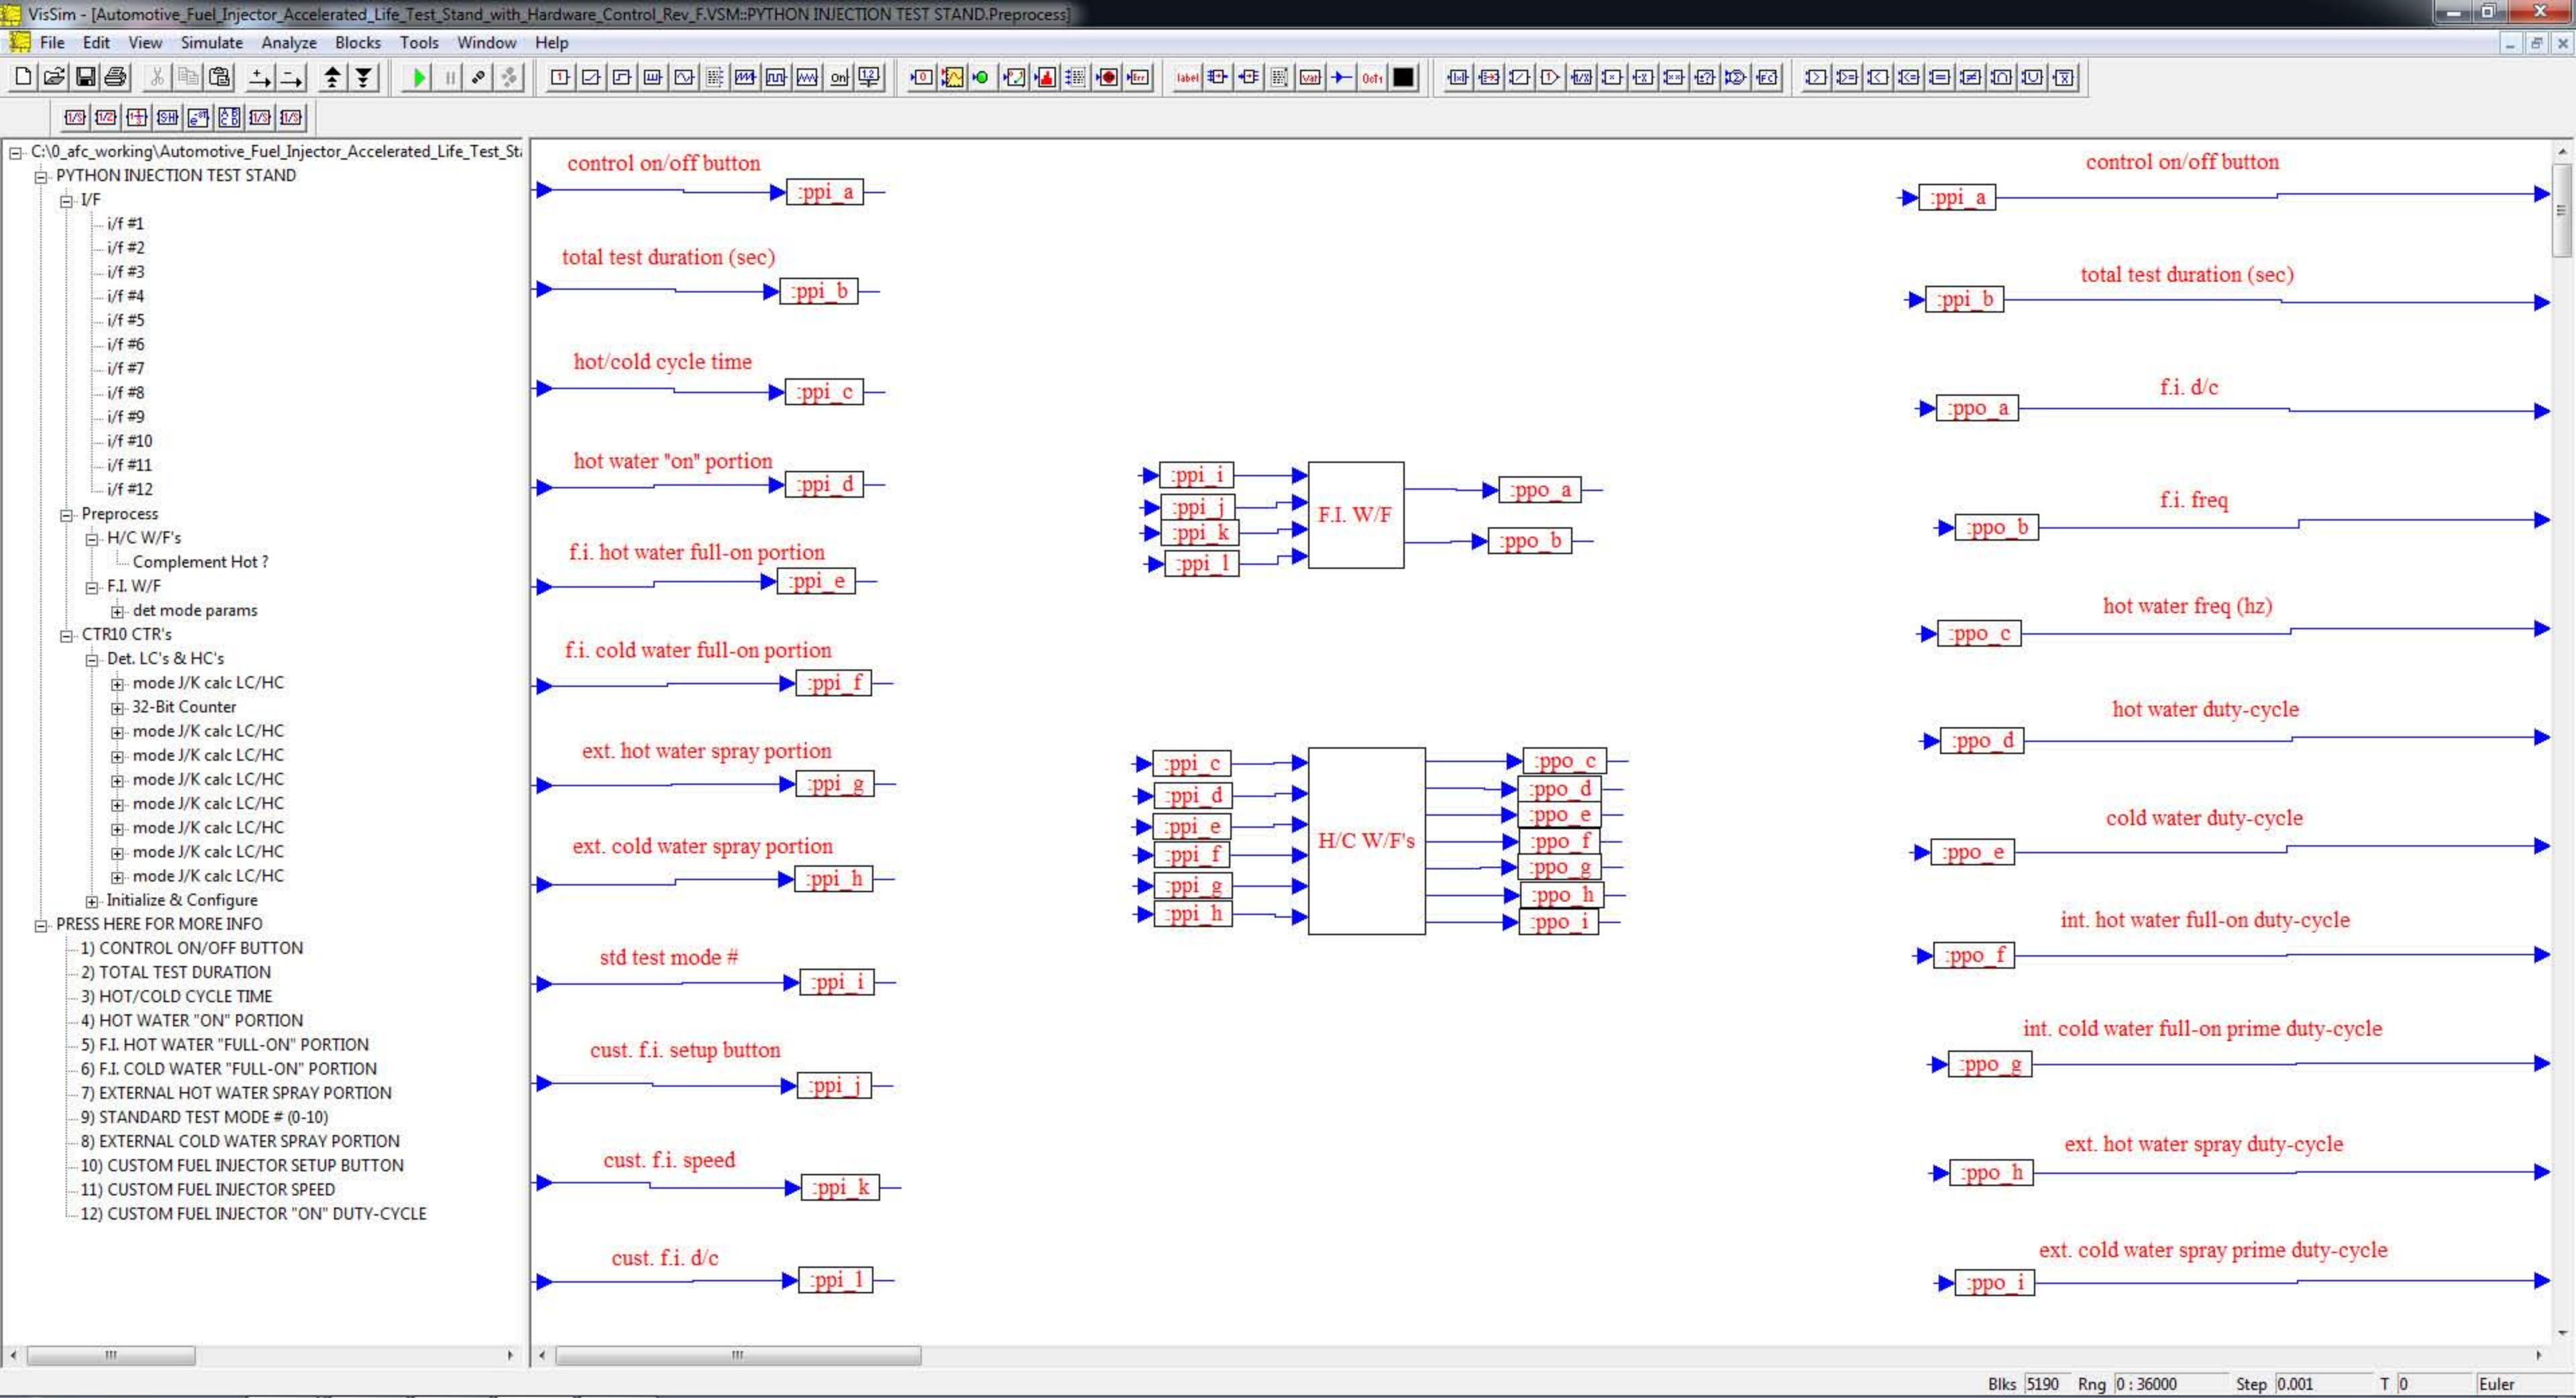 VisSim - [Automotive_Fuel_Injector_Accelerated_Life_Test_Stand_with_Hardware_Control_Rev_F.VSM::PYTHON INJECTION TEST STAND.Preprocess]
File Edit View Simulate Analyze Blocks Tools Window Help
C:\0_afc_working\Automotive_Fuel_Injector_Accelerated_Life_Test_Sta
PYTHON INJECTION TEST STAND
I/F
i/f #1
i/f #2
i/f #3
i/f #4
i/f #5
i/f #6
i/f #7
i/f #8
i/f #9
i/f #10
i/f #11
i/f #12
Preprocess
H/C W/F's
Complement Hot ?
F.I. W/F
det mode params
CTR10 CTR's
Det. LC's & HC's
mode J/K calc LC/HC
32-Bit Counter
mode J/K calc LC/HC
mode J/K calc LC/HC
mode J/K calc LC/HC
mode J/K calc LC/HC
mode J/K calc LC/HC
mode J/K calc LC/HC
mode J/K calc LC/HC
Initialize & Configure
PRESS HERE FOR MORE INFO
1) CONTROL ON/OFF BUTTON
2) TOTAL TEST DURATION
3) HOT/COLD CYCLE TIME
4) HOT WATER "ON" PORTION
5) F.I. HOT WATER "FULL-ON" PORTION
6) F.I. COLD WATER "FULL-ON" PORTION
7) EXTERNAL HOT WATER SPRAY PORTION
9) STANDARD TEST MODE # (0-10)
8) EXTERNAL COLD WATER SPRAY PORTION
10) CUSTOM FUEL INJECTOR SETUP BUTTON
11) CUSTOM FUEL INJECTOR SPEED
12) CUSTOM FUEL INJECTOR "ON" DUTY-CYCLE
control on/off button
:ppi_a
total test duration (sec)
:ppi_b
hot/cold cycle time
:ppi_c
hot water "on" portion
:ppi_d
f.i. hot water full-on portion
:ppi_e
f.i. cold water full-on portion
:ppi_f
ext. hot water spray portion
:ppi_g
ext. cold water spray portion
:ppi_h
std test mode #
:ppi_i
cust. f.i. setup button
:ppi_j
cust. f.i. speed
:ppi_k
cust. f.i. d/c
:ppi_l
:ppi_i
:ppi_j
:ppi_k
:ppi_l
F.I. W/F
:ppo_a
:ppo_b
:ppi_c
:ppi_d
:ppi_e
:ppi_f
:ppi_g
:ppi_h
H/C W/F's
:ppo_c
:ppo_d
:ppo_e
:ppo_f
:ppo_g
:ppo_h
:ppo_i
control on/off button
:ppi_a
total test duration (sec)
:ppi_b
f.i. d/c
:ppo_a
f.i. freq
:ppo_b
hot water freq (hz)
:ppo_c
hot water duty-cycle
:ppo_d
cold water duty-cycle
:ppo_e
int. hot water full-on duty-cycle
:ppo_f
int. cold water full-on prime duty-cycle
:ppo_g
ext. hot water spray duty-cycle
:ppo_h
ext. cold water spray prime duty-cycle
:ppo_i
Blks 5190 Rng 0 : 36000 Step 0.001 T 0 Euler